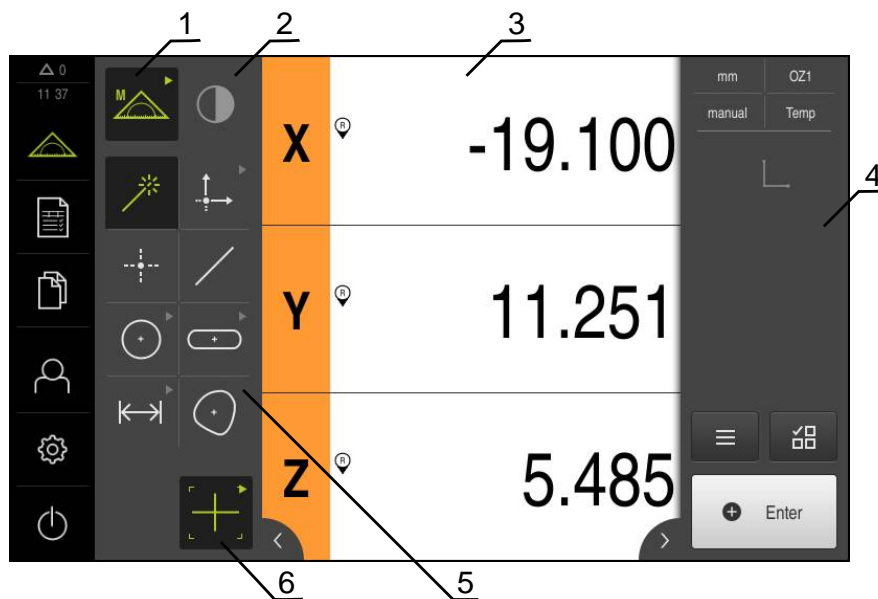 1 2 3
0
11 37
M
X R -19.100
mm OZ1
manual Temp
4
Y R 11.251
Z R 5.485
Enter
6 5